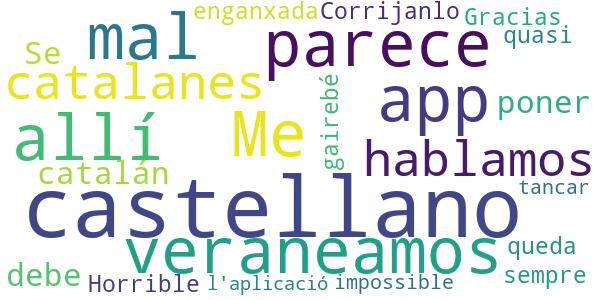 enganxada Corrijanlo Gracias
mal parece quasi
Se
catalanes app poner
allí Me gairebé
hablamos
catalán
castellano tancar
veraneamos queda
debe sempre
Horrible l'aplicació impossible